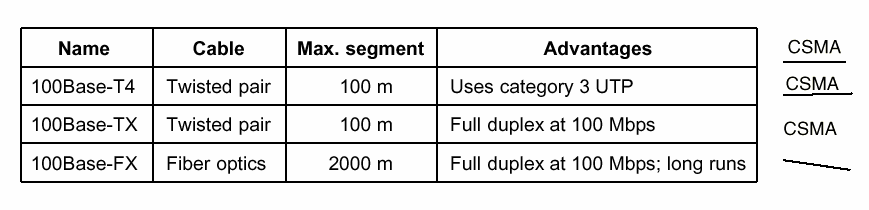 Name Cable Max. segment Advantages CSMA
100Base-T4 Twisted pair 100 m Uses category 3 UTP CSMA
100Base-TX Twisted pair 100 m Full duplex at 100 Mbps CSMA
100Base-FX Fiber optics 2000 m Full duplex at 100 Mbps; long runs